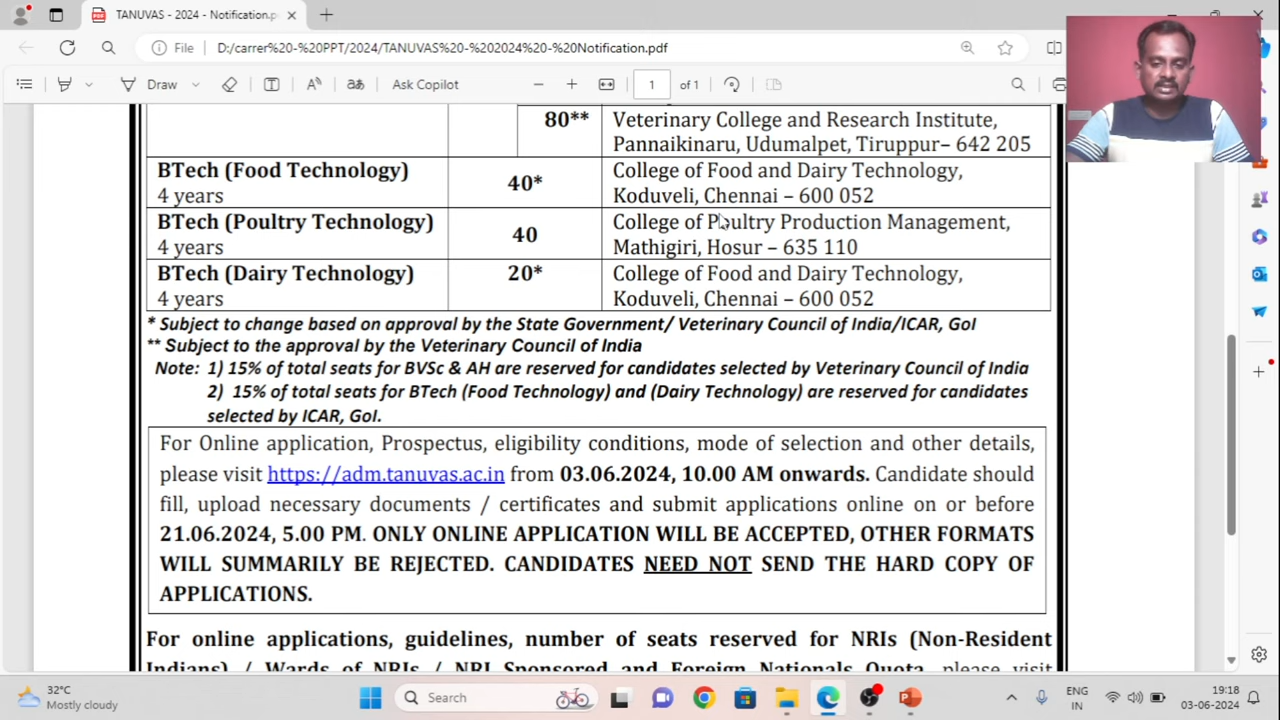 TANUVAS - 2024 - Notification.p
File D:/carrer%20-%20PPT/2024/TANUVAS%20-%202024%20-%20Notification.pdf
Draw Ask Copilot 1 of 1
80** Veterinary College and Research Institute,
Pannaikinaru, Udumalpet, Tiruppur– 642 205
BTech (Food Technology)
4 years
40*
College of Food and Dairy Technology,
Koduveli, Chennai – 600 052
BTech (Poultry Technology)
4 years
40
College of Poultry Production Management,
Mathigiri, Hosur – 635 110
BTech (Dairy Technology)
4 years
20*
College of Food and Dairy Technology,
Koduveli, Chennai – 600 052
* Subject to change based on approval by the State Government/ Veterinary Council of India/ICAR, GoI
** Subject to the approval by the Veterinary Council of India
Note: 1) 15% of total seats for BVSc & AH are reserved for candidates selected by Veterinary Council of India
2) 15% of total seats for BTech (Food Technology) and (Dairy Technology) are reserved for candidates
selected by ICAR, GoI.
For Online application, Prospectus, eligibility conditions, mode of selection and other details,
please visit https://adm.tanuvas.ac.in from 03.06.2024, 10.00 AM onwards. Candidate should
fill, upload necessary documents / certificates and submit applications online on or before
21.06.2024, 5.00 PM. ONLY ONLINE APPLICATION WILL BE ACCEPTED, OTHER FORMATS
WILL SUMMARILY BE REJECTED. CANDIDATES NEED NOT SEND THE HARD COPY OF
APPLICATIONS.
For online applications, guidelines, number of seats reserved for NRIs (Non-Resident
Indians) / Wards of NRIs / NRI Sponsored and Foreign Nationals Quota, please visit
32°C
Mostly cloudy
Search
ENG
IN
19:18
03-06-2024